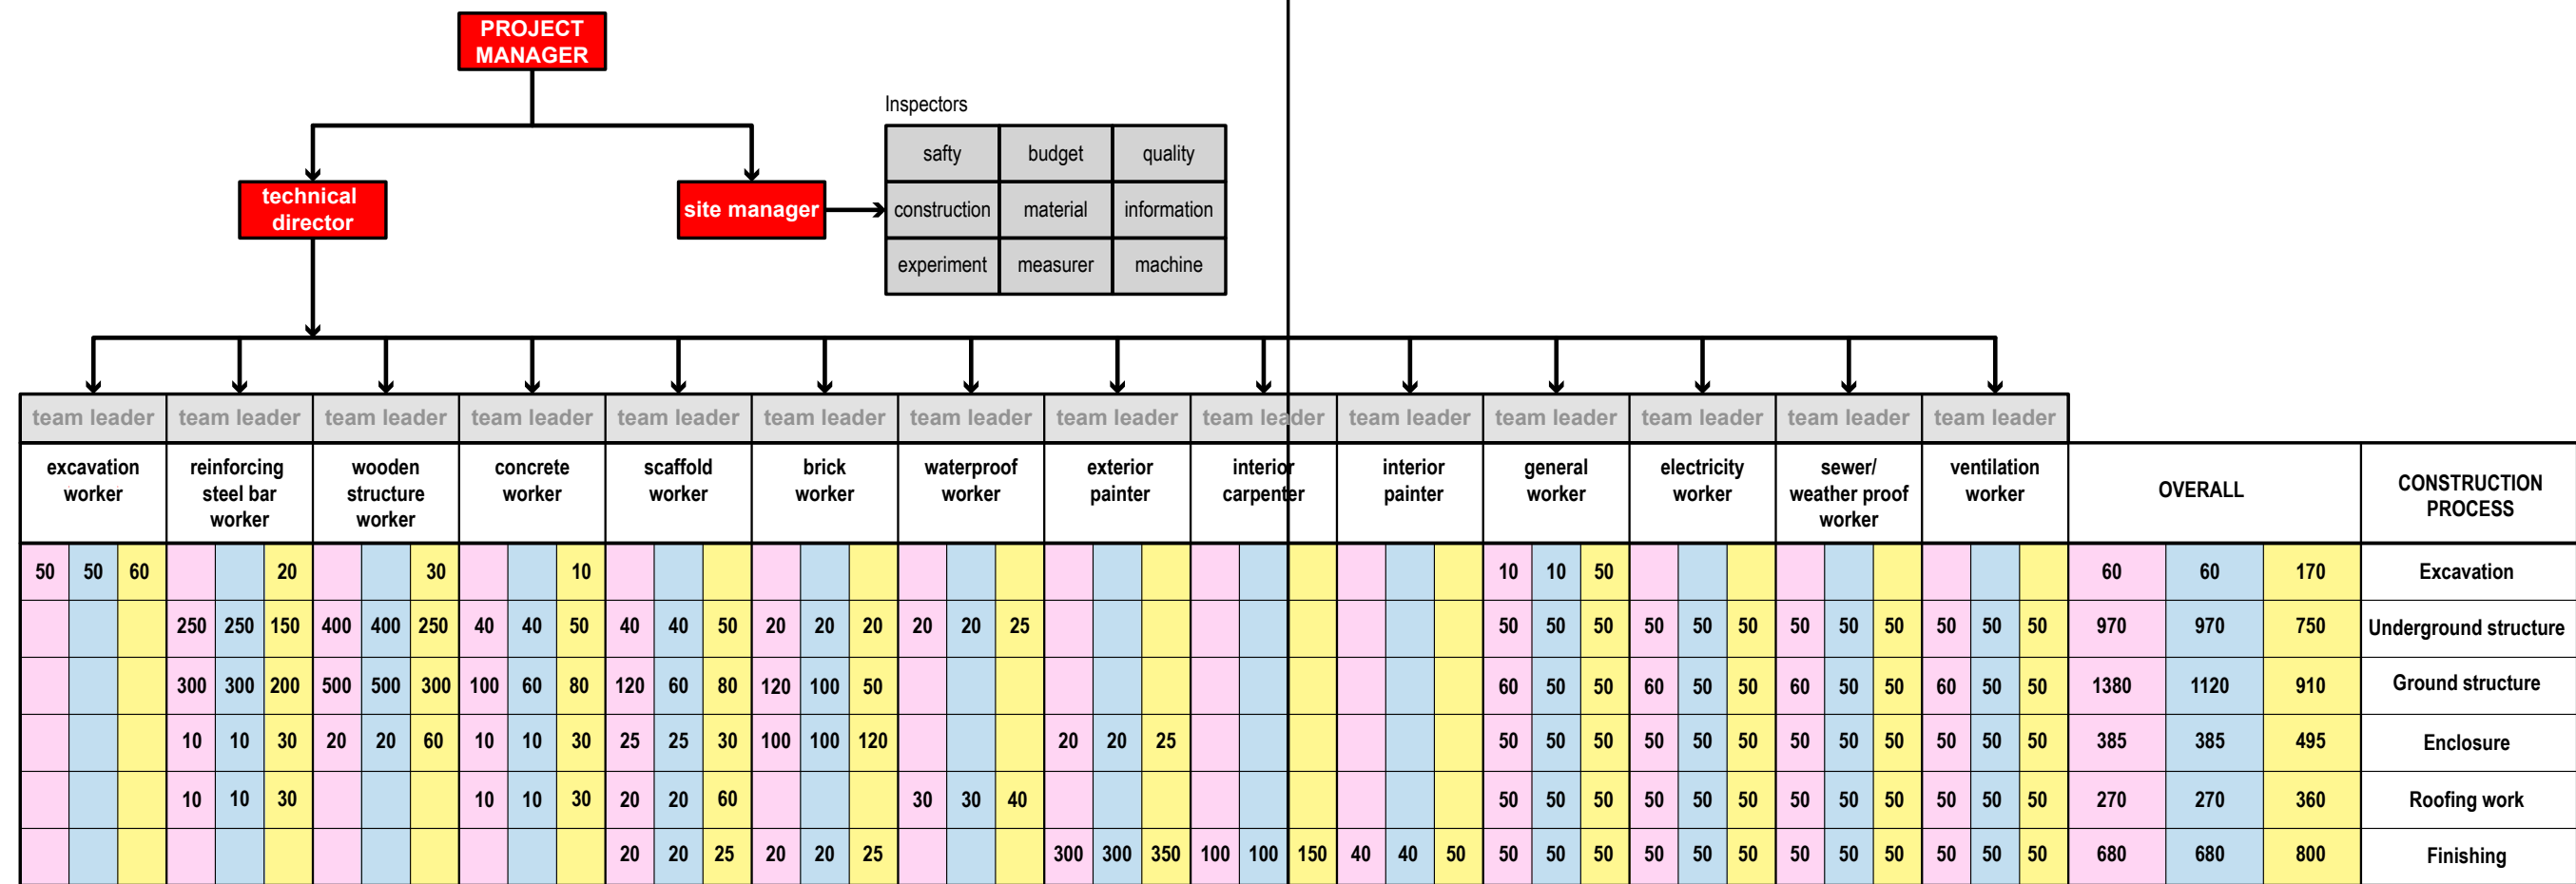 PROJECT
MANAGER
Inspectors
safty budget quality
technical
director
site manager
construction material information
experiment measurer machine
team leader team leader team leader team leader team leader team leader team leader team leader team leader team leader team leader team leader team leader team leader
excavation
worker
reinforcing
steel bar
worker
wooden
structure
worker
concrete
worker
scaffold
worker
brick
worker
waterproof
worker
exterior
painter
interior
carpenter
interior
painter
general
worker
electricity
worker
sewer/
weather proof
worker
ventilation
worker
OVERALL
CONSTRUCTION
PROCESS
50 50 60 20 30 10 10 10 50 60 60 170 Excavation
250 250 150 400 400 250 40 40 50 40 40 50 20 20 20 20 20 25 50 50 50 50 50 50 50 50 50 50 50 50 970 970 750 Underground structure
300 300 200 500 500 300 100 60 80 120 60 80 120 100 50 60 50 50 60 50 50 60 50 50 60 50 50 1380 1120 910 Ground structure
10 10 30 20 20 60 10 10 30 25 25 30 100 100 120 20 20 25 50 50 50 50 50 50 50 50 50 50 50 50 385 385 495 Enclosure
10 10 30 10 10 30 20 20 60 30 30 40 50 50 50 50 50 50 50 50 50 50 50 50 270 270 360 Roofing work
20 20 25 20 20 25 300 300 350 100 100 150 40 40 50 50 50 50 50 50 50 50 50 50 50 50 50 680 680 800 Finishing